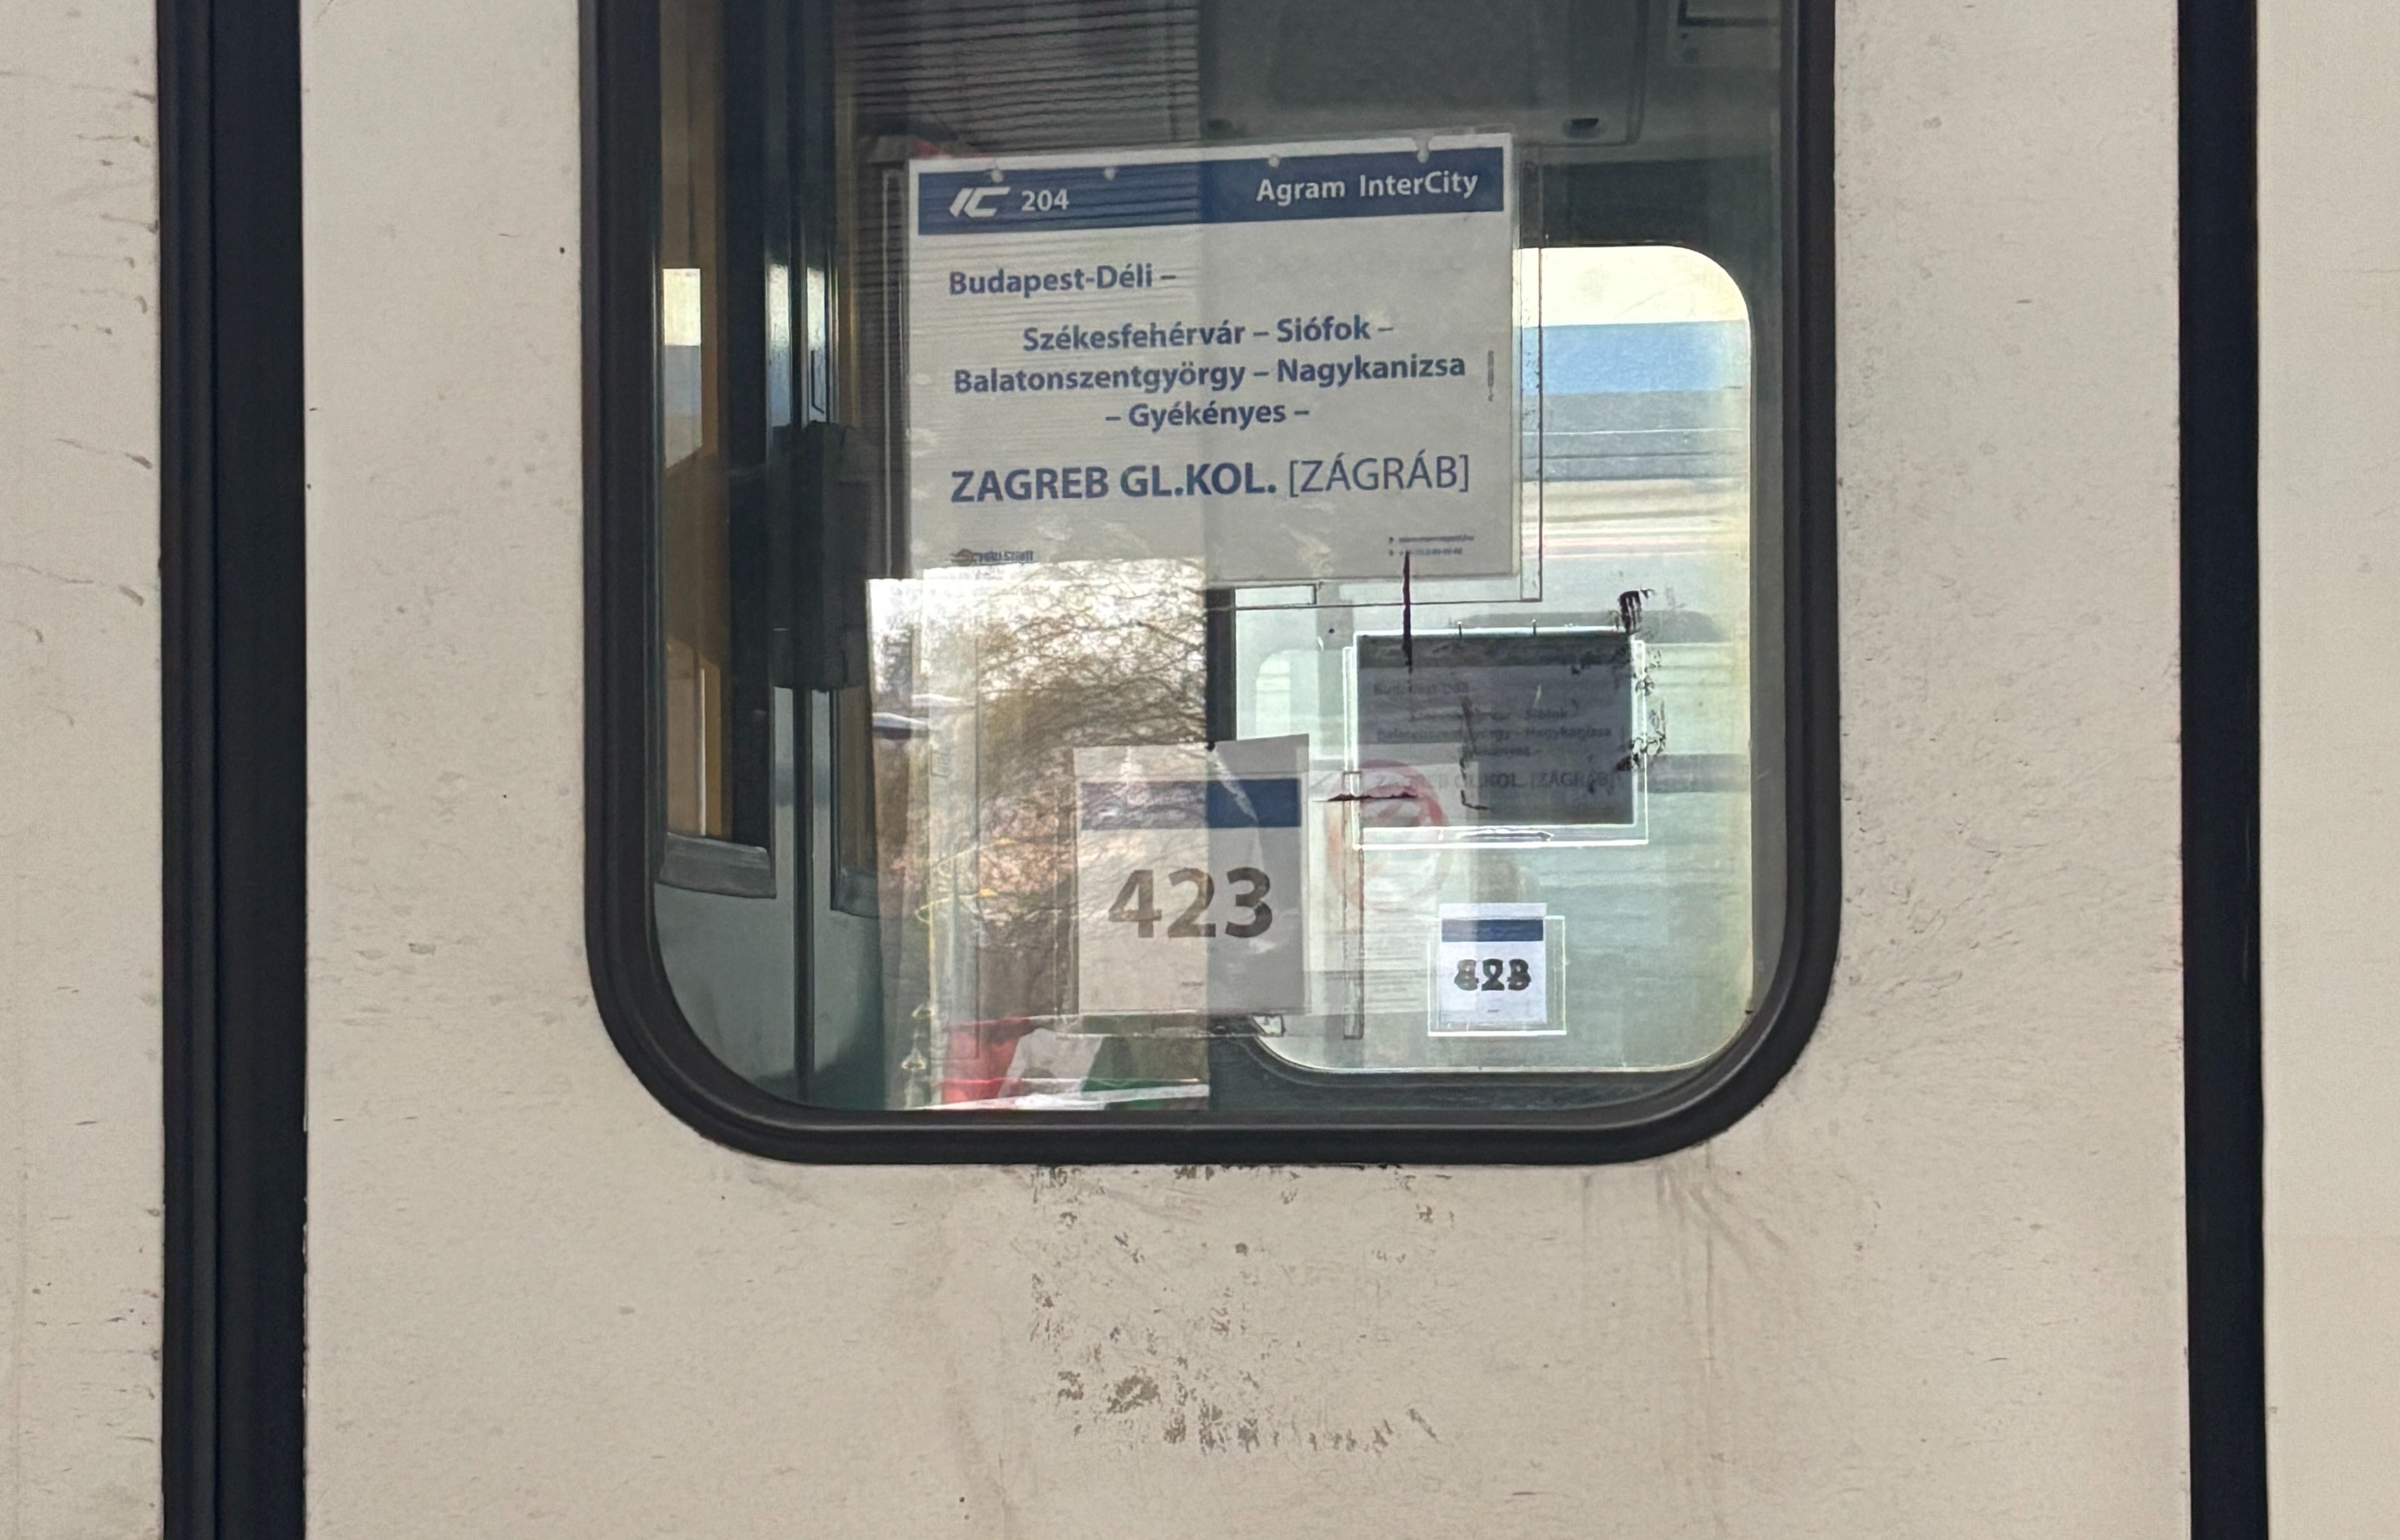 IC 204 Agram InterCity
Budapest-Déli –
Székesfehérvár – Siófok –
Balatonszentgyörgy – Nagykanizsa
– Gyékényes –
ZAGREB GL.KOL. [ZÁGRÁB]
423